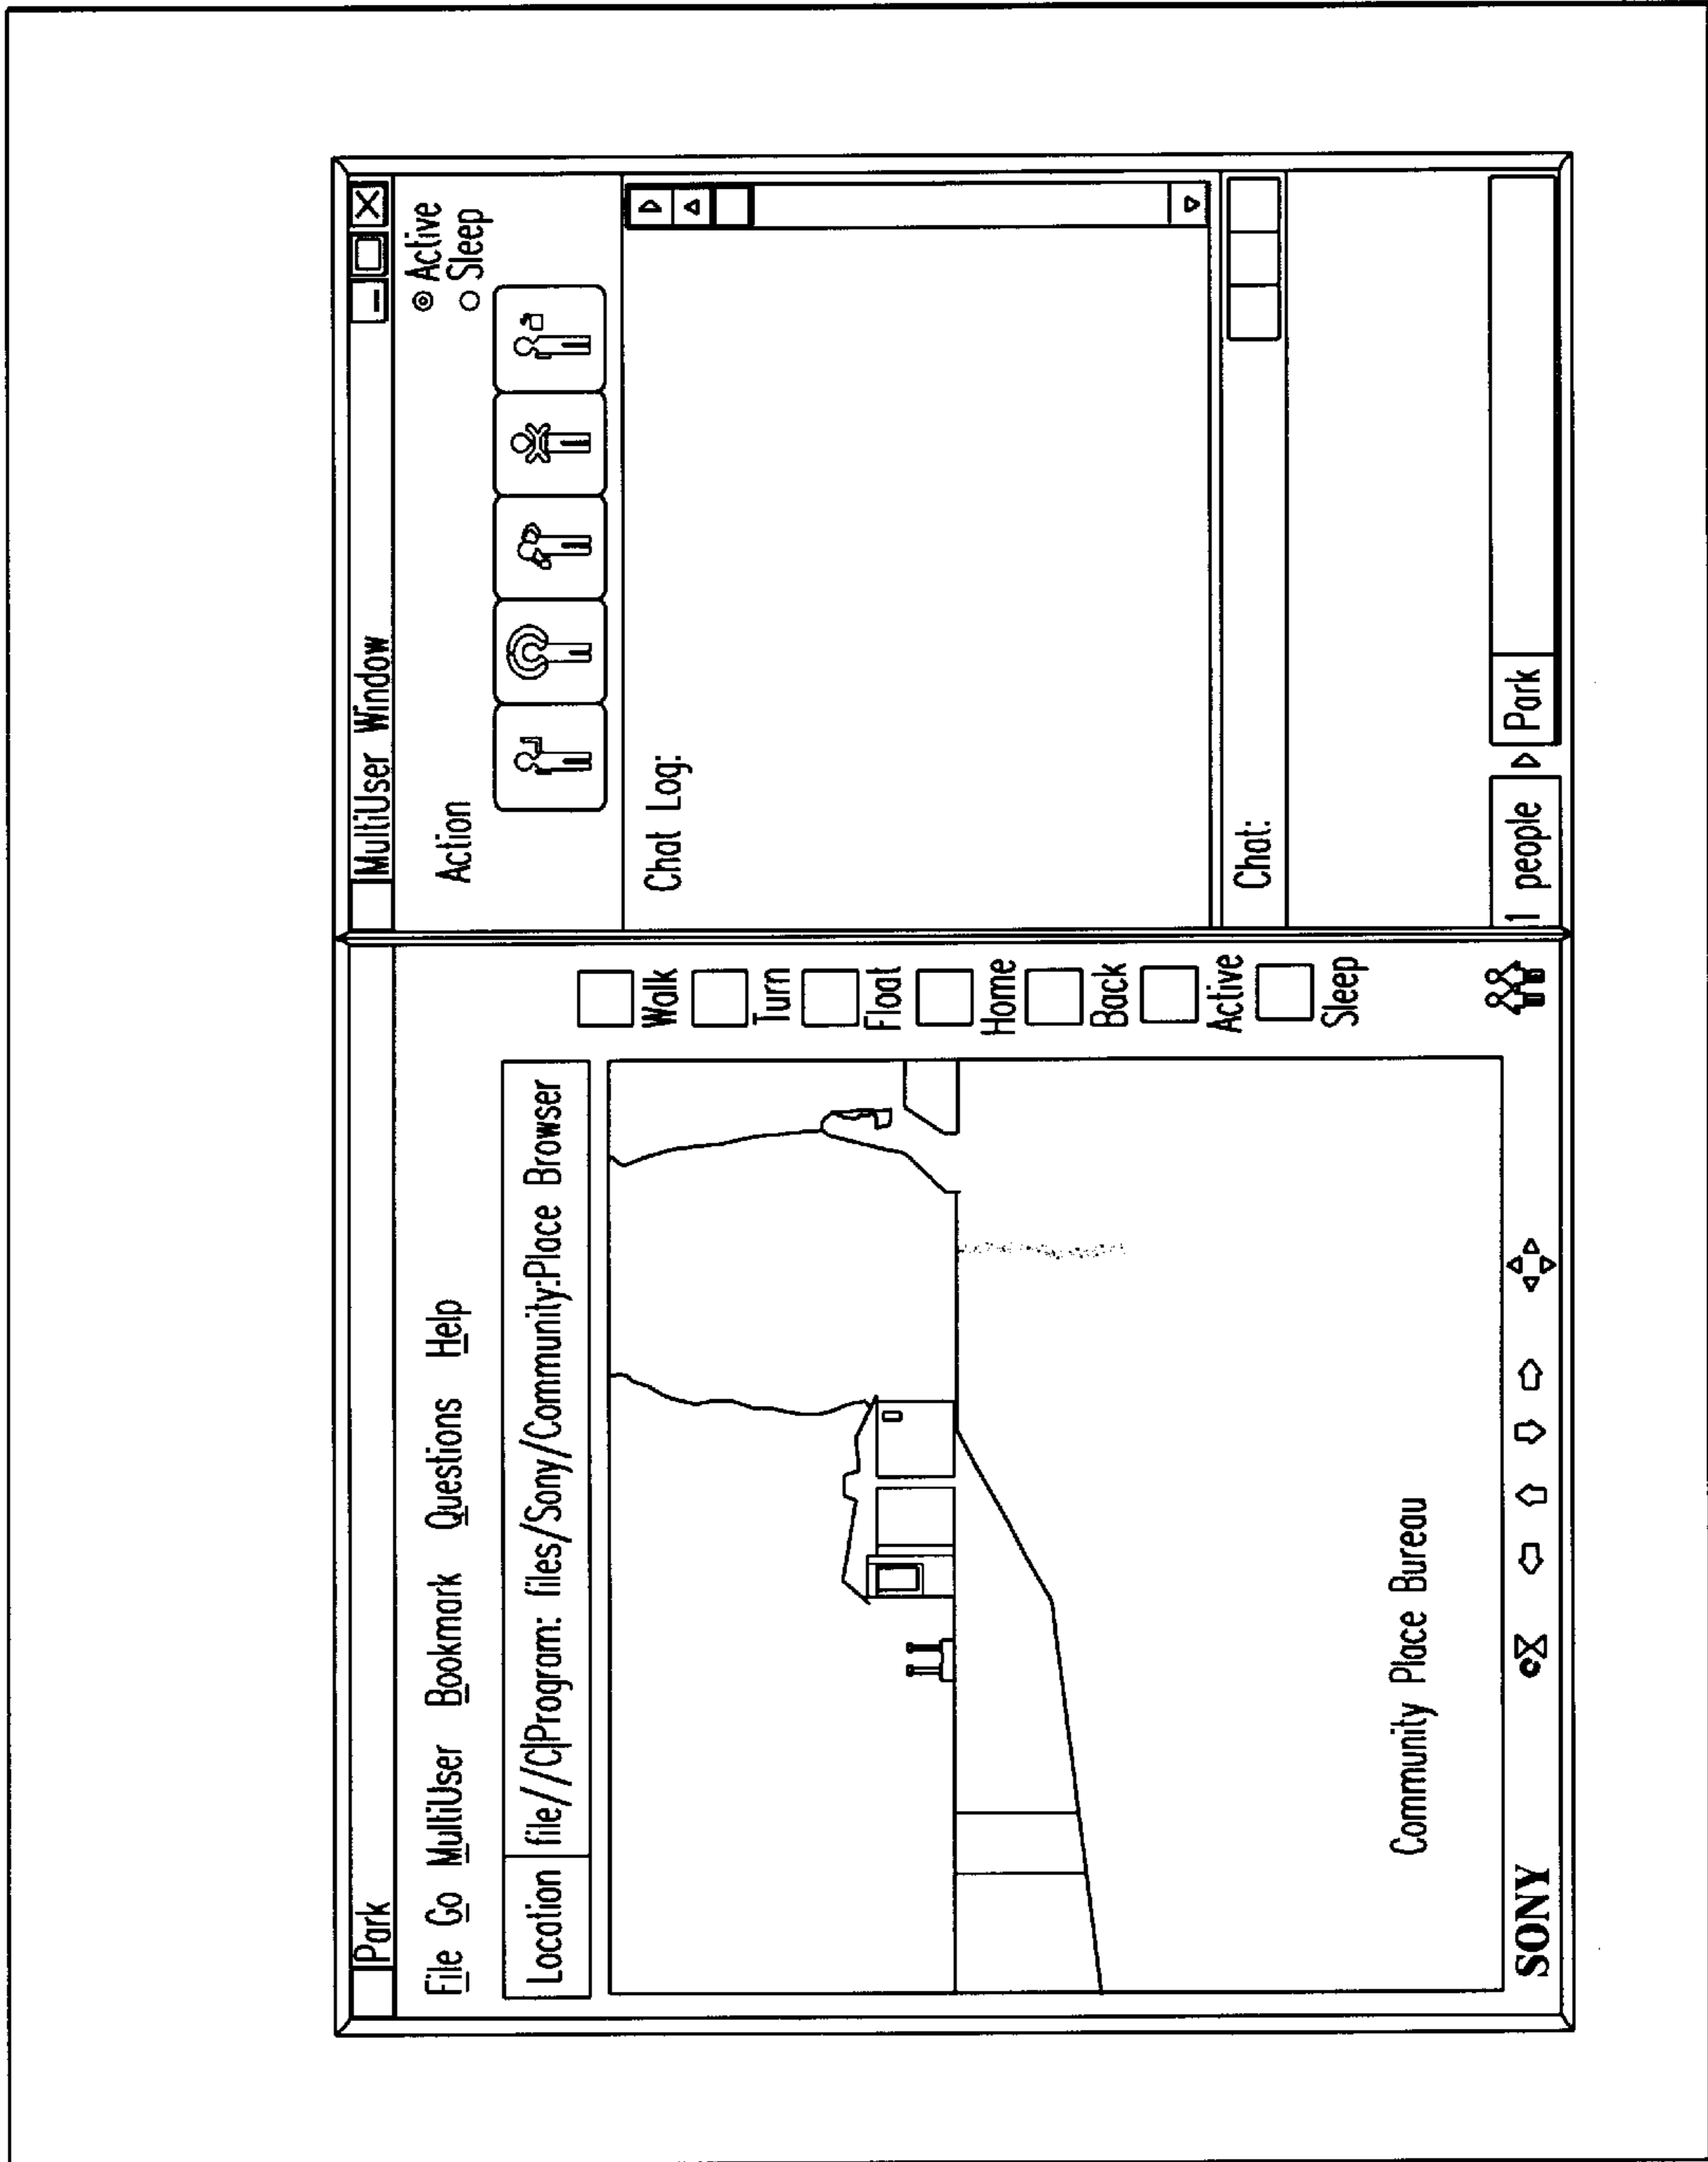 Park
File Go MultiUser Bookmark Questions Help
Location file//C|Program: files/Sony/Community:Place Browser
Walk
Turn
Float
Home
Back
Active
Sleep
Community Place Bureau
SONY
MultiUser Window
Action
Active
Sleep
Chat Log:
Chat:
1 people
Park